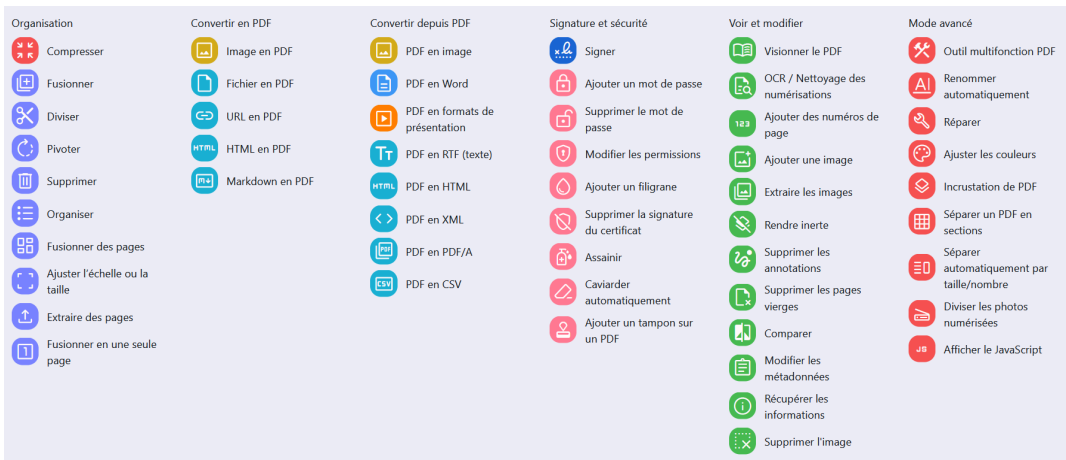 Organisation
Compresser
Fusionner
Diviser
Pivoter
Supprimer
Organiser
Fusionner des pages
Ajuster l'échelle ou la
taille
Extraire des pages
1
Fusionner en une seule
page
Convertir en PDF
Image en PDF
Fichier en PDF
URL en PDF
HTML
HTML en PDF
M
Markdown en PDF
Convertir depuis PDF
PDF en image
PDF en Word
PDF en formats de
présentation
TT
PDF en RTF (texte)
HTML
PDF en HTML
PDF en XML
PDF
PDF en PDF/A
CSV
PDF en CSV
Signature et sécurité
Signer
Ajouter un mot de passe
Supprimer le mot de
passe
Modifier les permissions
Ajouter un filigrane
Supprimer la signature
du certificat
Assainir
Caviarder
automatiquement
Ajouter un tampon sur
un PDF
Voir et modifier
Visionner le PDF
OCR / Nettoyage des
numérisations
123
Ajouter des numéros de
page
Ajouter une image
Extraire les images
Rendre inerte
Supprimer les
annotations
Supprimer les pages
vierges
Comparer
Modifier les
métadonnées
Récupérer les
informations
Supprimer l'image
Mode avancé
Outil multifonction PDF
A
Renommer
automatiquement
Réparer
Ajuster les couleurs
Incrustation de PDF
Séparer un PDF en
sections
Séparer
automatiquement par
taille/nombre
Diviser les photos
numérisées
JS
Afficher le JavaScript